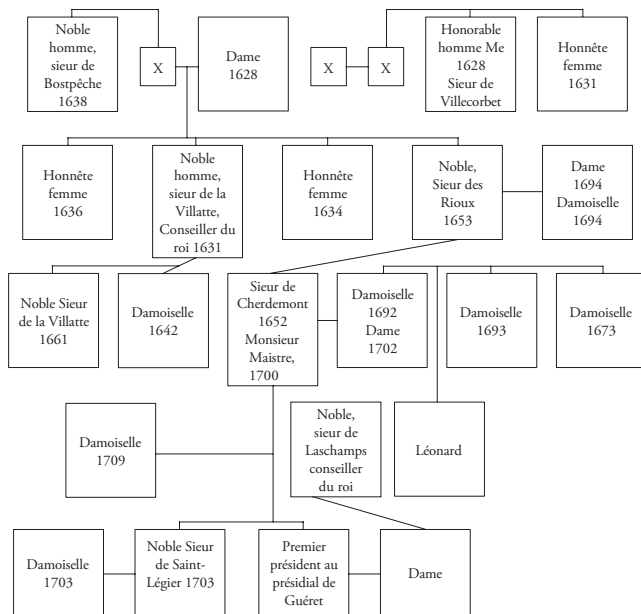 Noble
homme,
sieur de
Bostpêche
1638
X
Dame
1628
X
X
Honorable
homme Me
1628
Sieur de
Villecorbet
Honnête
femme
1631
Honnête
femme
1636
Noble
homme,
sieur de la
Villatte,
Conseiller du
roi 1631
Honnête
femme
1634
Noble,
Sieur des
Rioux
1653
Dame
1694
Damoiselle
1694
Noble Sieur
de la Villatte
1661
Damoiselle
1642
Sieur de
Cherdemont
1652
Monsieur
Maistre,
1700
Damoiselle
1692
Dame
1702
Damoiselle
1693
Damoiselle
1673
Damoiselle
1709
Noble,
sieur de
Laschamps
conseiller
du roi
Léonard
Damoiselle
1703
Noble Sieur
de Saint-
Légier 1703
Premier
président au
présidial de
Guéret
Dame